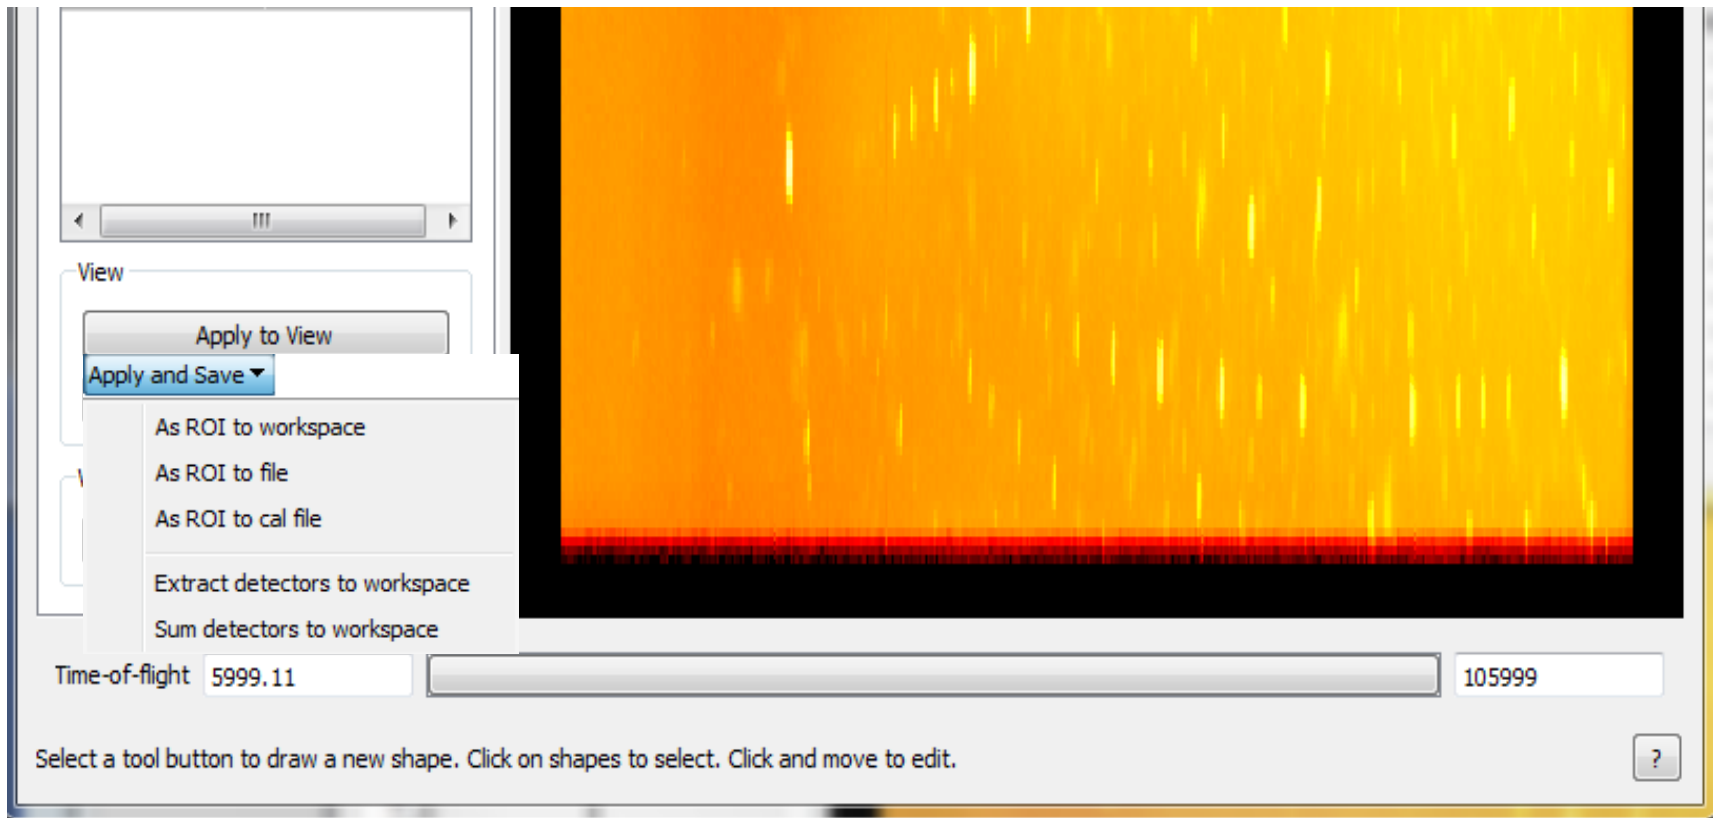 View
Apply to View
Apply and Save
As ROI to workspace
As ROI to file
As ROI to cal file
Extract detectors to workspace
Sum detectors to workspace
Time-of-flight 5999.11 105999
Select a tool button to draw a new shape. Click on shapes to select. Click and move to edit. ?